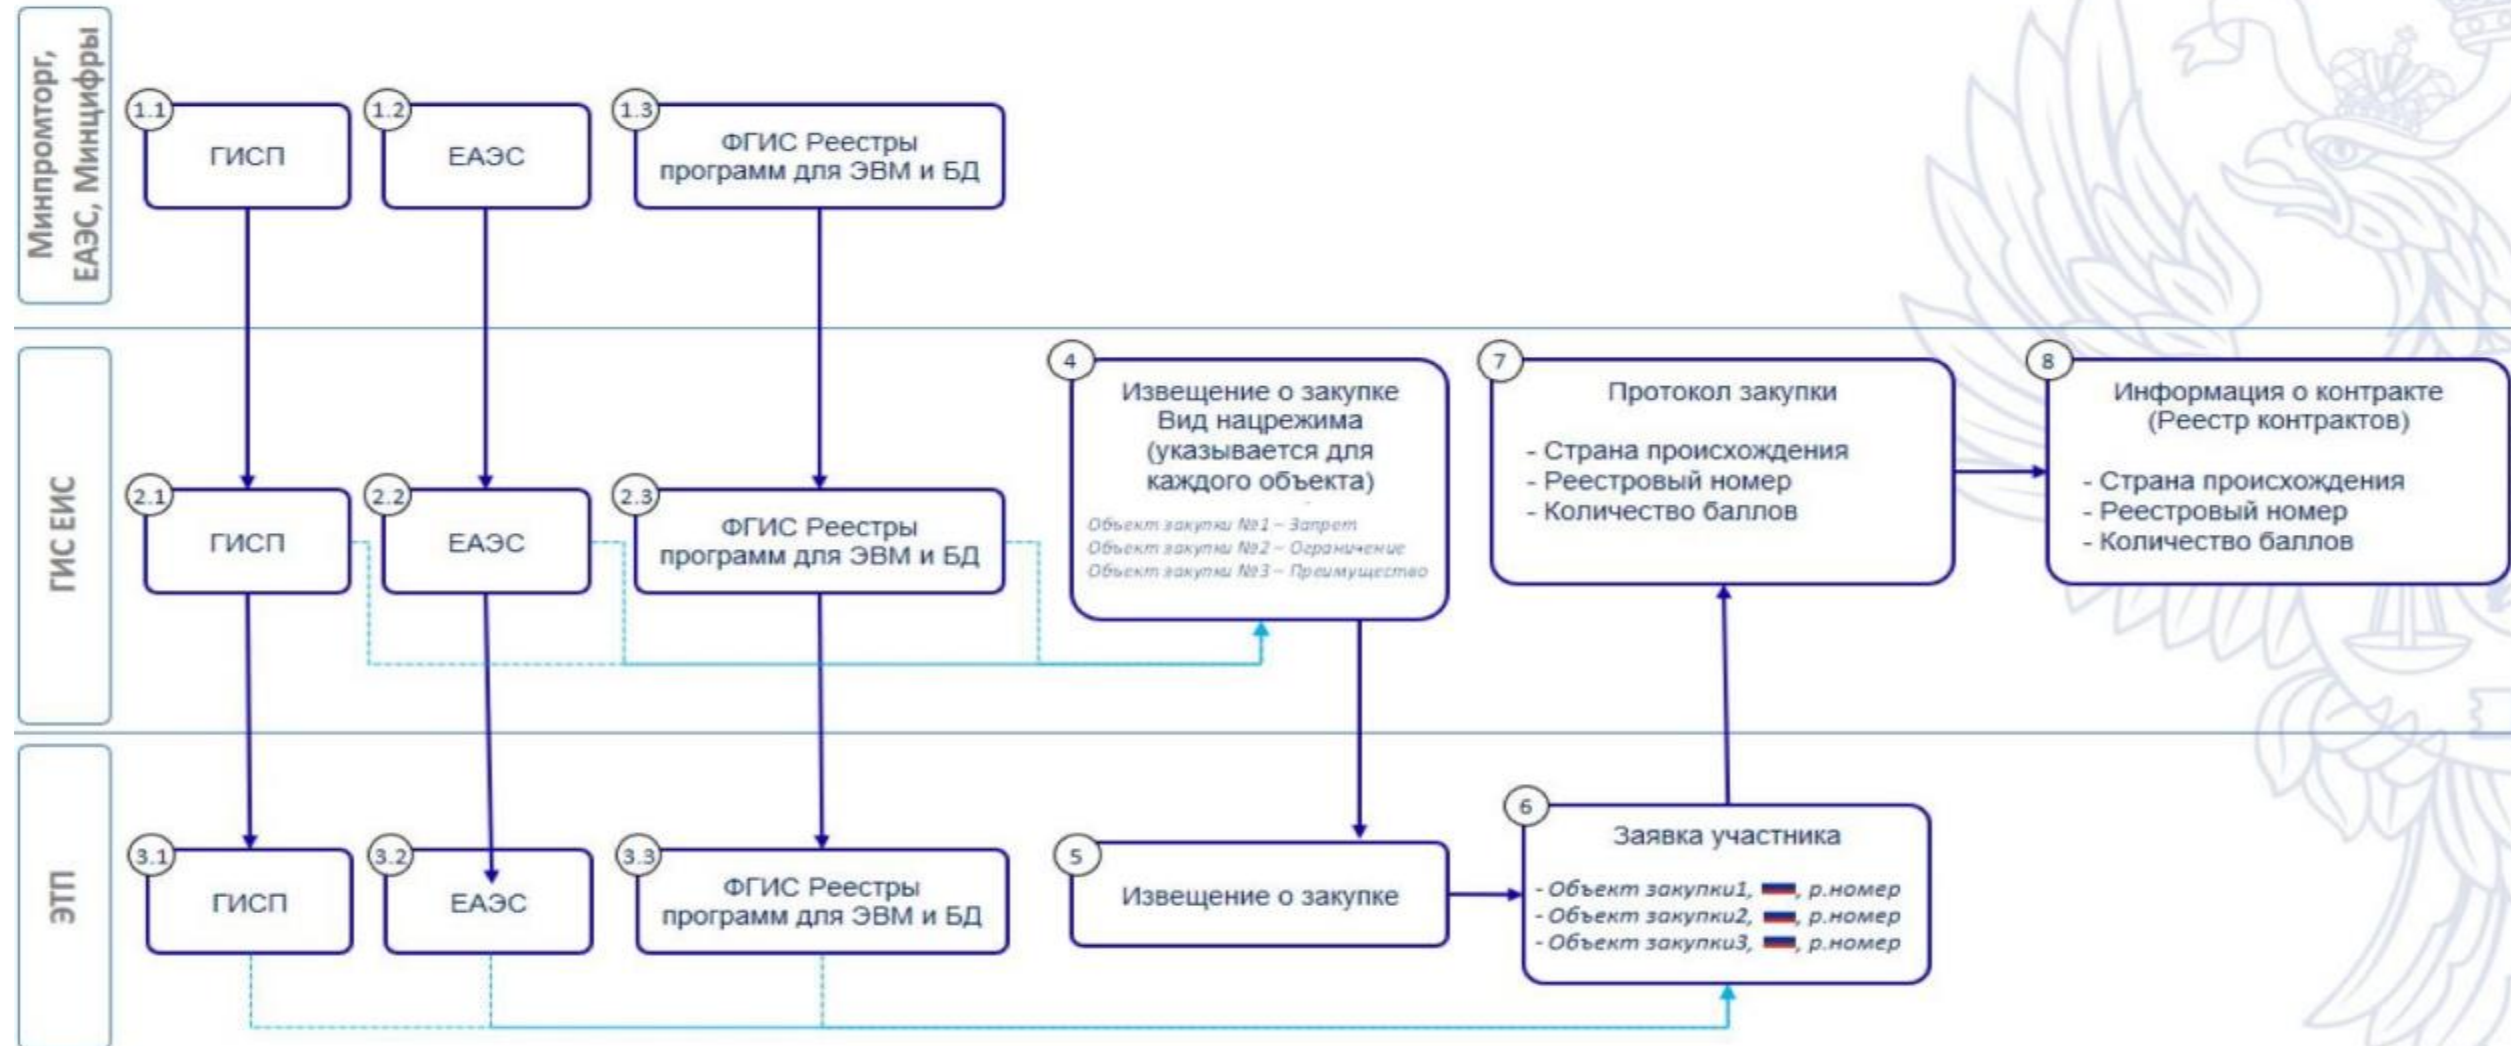 Минпромторг,
ЕАЭС, Минцифры
1.1
ГИСП
1.2
ЕАЭС
1.3
ФГИС Реестры
программ для ЭВМ и БД
ГИС ЕИС
2.1
ГИСП
2.2
ЕАЭС
2.3
ФГИС Реестры
программ для ЭВМ и БД
4
Извещение о закупке
Вид нацрежима
(указывается для
каждого объекта)
Объект закупки №1 – Запрет
Объект закупки №2 – Ограничение
Объект закупки №3 – Преимущество
7
Протокол закупки
- Страна происхождения
- Реестровый номер
- Количество баллов
8
Информация о контракте
(Реестр контрактов)
- Страна происхождения
- Реестровый номер
- Количество баллов
ЭТП
3.1
ГИСП
3.2
ЕАЭС
3.3
ФГИС Реестры
программ для ЭВМ и БД
5
Извещение о закупке
6
Заявка участника
- Объект закупки1, , р.номер
- Объект закупки2, , р.номер
- Объект закупки3, , р.номер